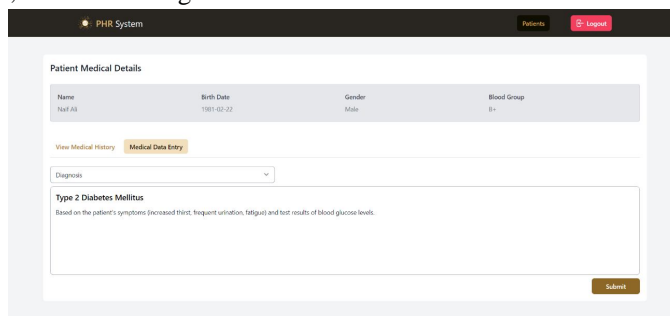 PHR System
Patients
Logout
Patient Medical Details
Name Birth Date Gender Blood Group
Naif Ali 1981-02-22 Male B+
View Medical History Medical Data Entry
Diagnosis
Type 2 Diabetes Mellitus
Based on the patient's symptoms (increased thirst, frequent urination, fatigue) and test results of blood glucose levels.
Submit